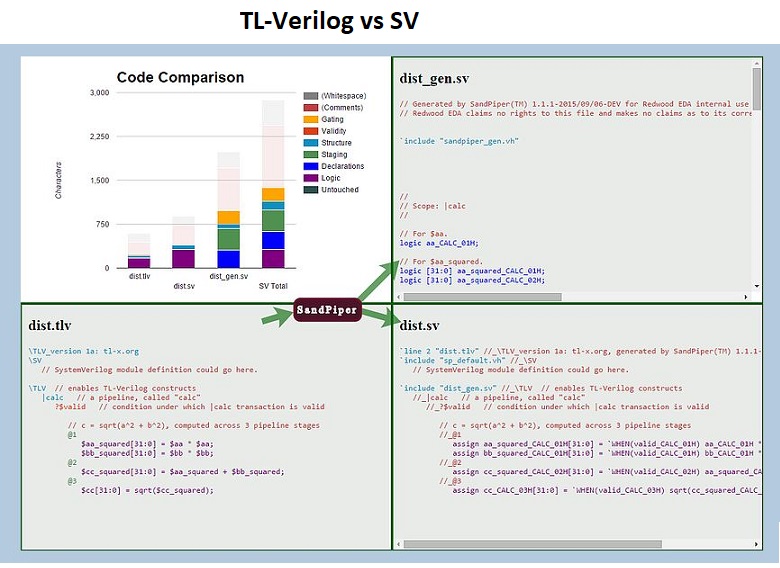 TL-Verilog vs SV
Code Comparison
3,000
2,250
1,500
750
0
Characters
dist.tlv
dist.sv
dist_gen.sv
SV Total
(Whitespace)
(Comments)
Gating
Validity
Structure
Staging
Declarations
Logic
Untouched
dist_gen.sv
// Generated by SandPiper(TM) 1.1.1-2015/09/06-DEV for Redwood EDA internal use
// Redwood EDA claims no rights to this file and makes no claims as to its corre
`include "sandpiper_gen.vh"
//
// Scope: |calc
//
// For $aa.
logic aa_CALC_01H;
// For $aa_squared.
logic [31:0] aa_squared_CALC_01H;
logic [31:0] aa_squared_CALC_02H;
SandPiper
dist.tlv
\TLV_version 1a: tl-x.org
\SV
// SystemVerilog module definition could go here.
\TLV // enables TL-Verilog constructs
|calc // a pipeline, called "calc"
?$valid // condition under which |calc transaction is valid
// c = sqrt(a^2 + b^2), computed across 3 pipeline stages
@1
$aa_squared[31:0] = $aa * $aa;
$bb_squared[31:0] = $bb * $bb;
@2
$cc_squared[31:0] = $aa_squared + $bb_squared;
@3
$cc[31:0] = sqrt($cc_squared);
dist.sv
`line 2 "dist.tlv" //_\TLV_version 1a: tl-x.org, generated by SandPiper(TM) 1.1.1-
`include "sp_default.vh" //_\SV
// SystemVerilog module definition could go here.
`include "dist_gen.sv" //_\TLV // enables TL-Verilog constructs
//_|calc // a pipeline, called "calc"
//_?$valid // condition under which |calc transaction is valid
// c = sqrt(a^2 + b^2), computed across 3 pipeline stages
//_@1
assign aa_squared_CALC_01H[31:0] = `WHEN(valid_CALC_01H) aa_CALC_01H *
assign bb_squared_CALC_01H[31:0] = `WHEN(valid_CALC_01H) bb_CALC_01H *
//_@2
assign cc_squared_CALC_02H[31:0] = `WHEN(valid_CALC_02H) aa_squared_CA
//_@3
assign cc_CALC_03H[31:0] = `WHEN(valid_CALC_03H) sqrt(cc_squared_CALC_